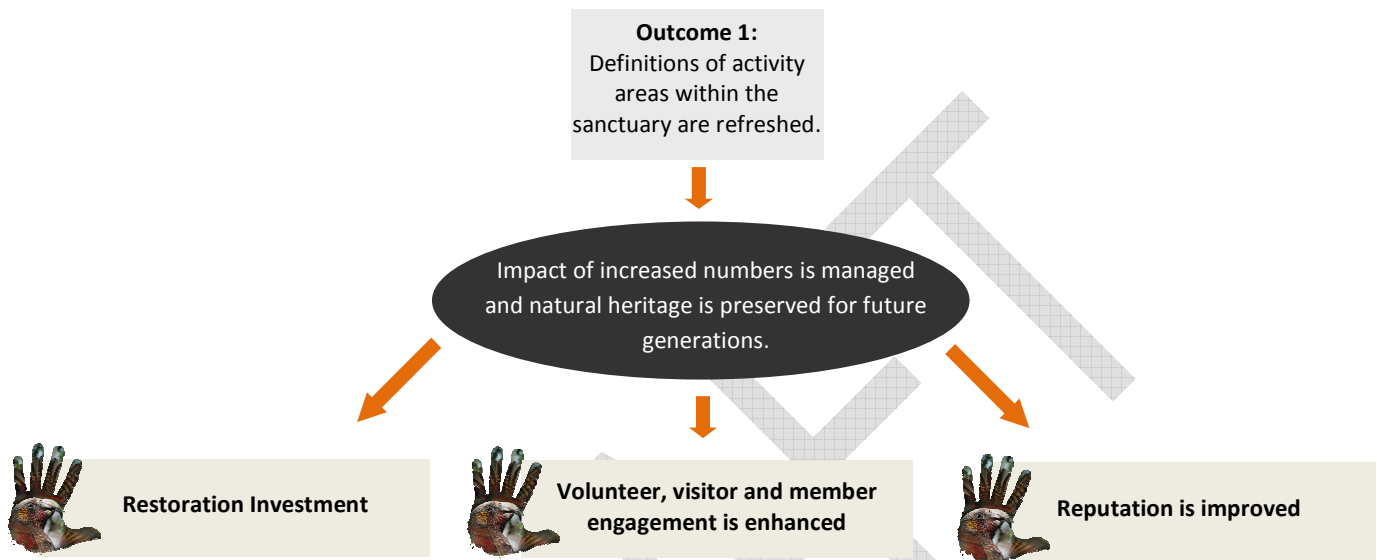 Outcome 1:
Definitions of activity
areas within the
sanctuary are refreshed.
Impact of increased numbers is managed
and natural heritage is preserved for future
generations.
Restoration Investment
Volunteer, visitor and member
engagement is enhanced
Reputation is improved